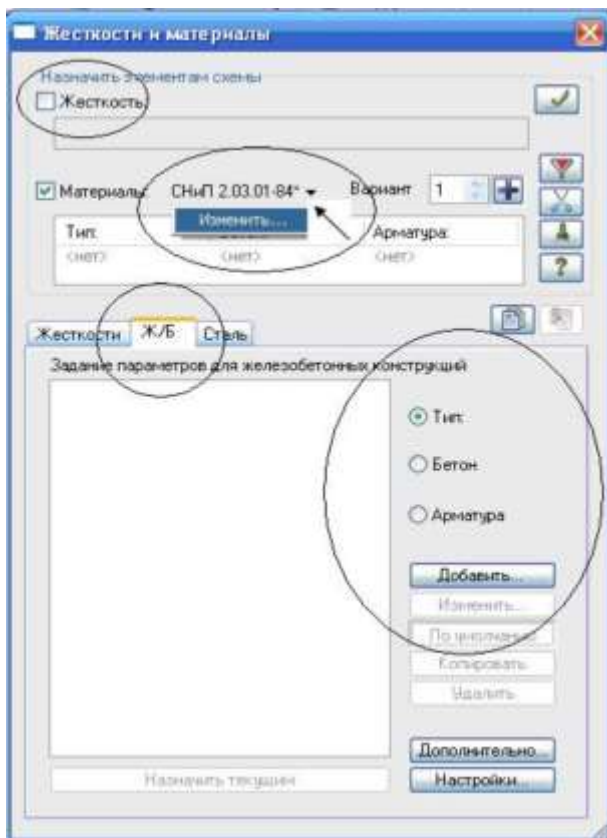 Жесткости и материалы
Назначить элементам схемы
Жесткость:
Материалы: СНиП 2.03.01-84* Вариант 1
Изменить...
Тип: Арматура:
<нет> <нет> <нет>
Жесткости Ж/Б Сталь
Задание параметров для железобетонных конструкций
Тип:
Бетон
Арматура
Добавить...
Изменить...
По умолчанию
Копировать
Удалить
Дополнительно
Назначить текущим Настройки...